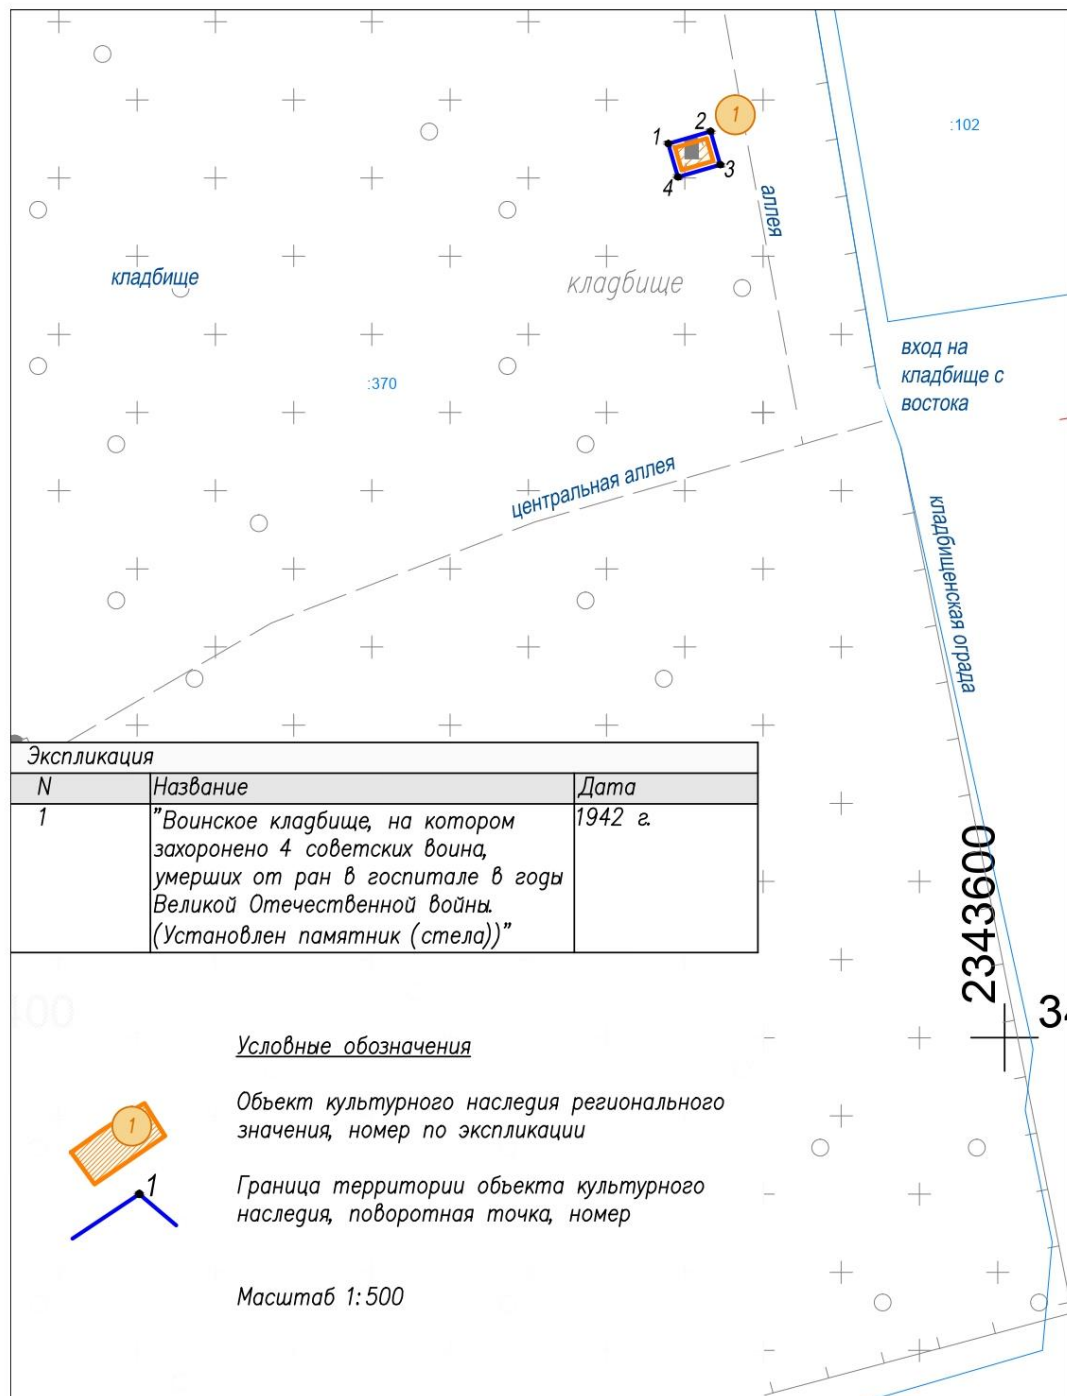 1
1
2
3
4
:102
аллея
кладбище
кладбище
:370
вход на
кладбище с
востока
центральная аллея
кладбищенская ограда
Экспликация
N Название Дата
1 "Воинское кладбище, на котором 1942 г.
захоронено 4 советских воина,
умерших от ран в госпитале в годы
Великой Отечественной войны.
(Установлен памятник (стела))"
2343600
Условные обозначения
1
Объект культурного наследия регионального
значения, номер по экспликации
1
Граница территории объекта культурного
наследия, поворотная точка, номер
Масштаб 1:500